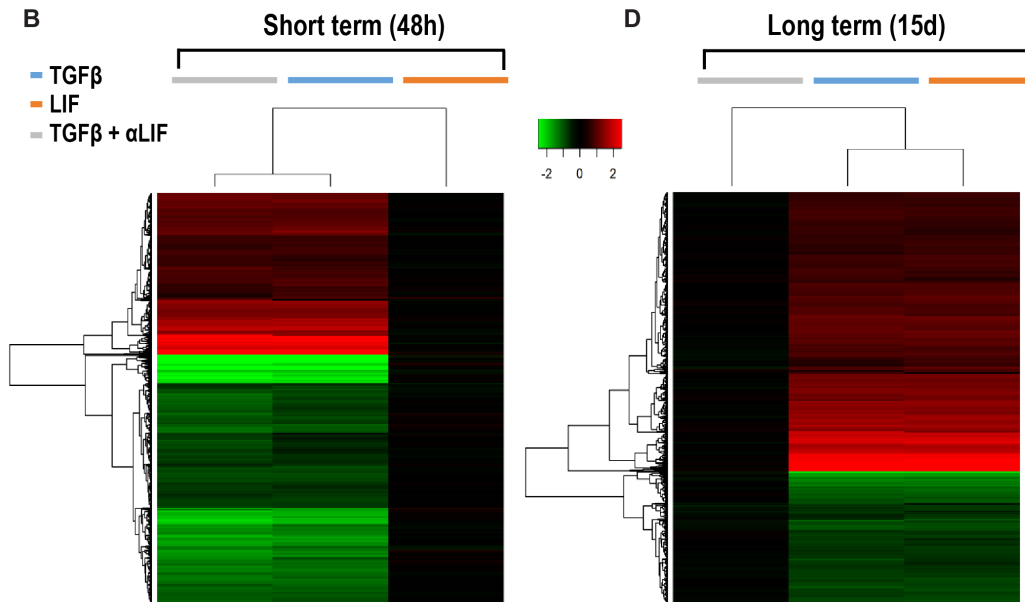 B
Short term (48h)
TGFβ
LIF
TGFβ + αLIF
-2 0 2
D
Long term (15d)